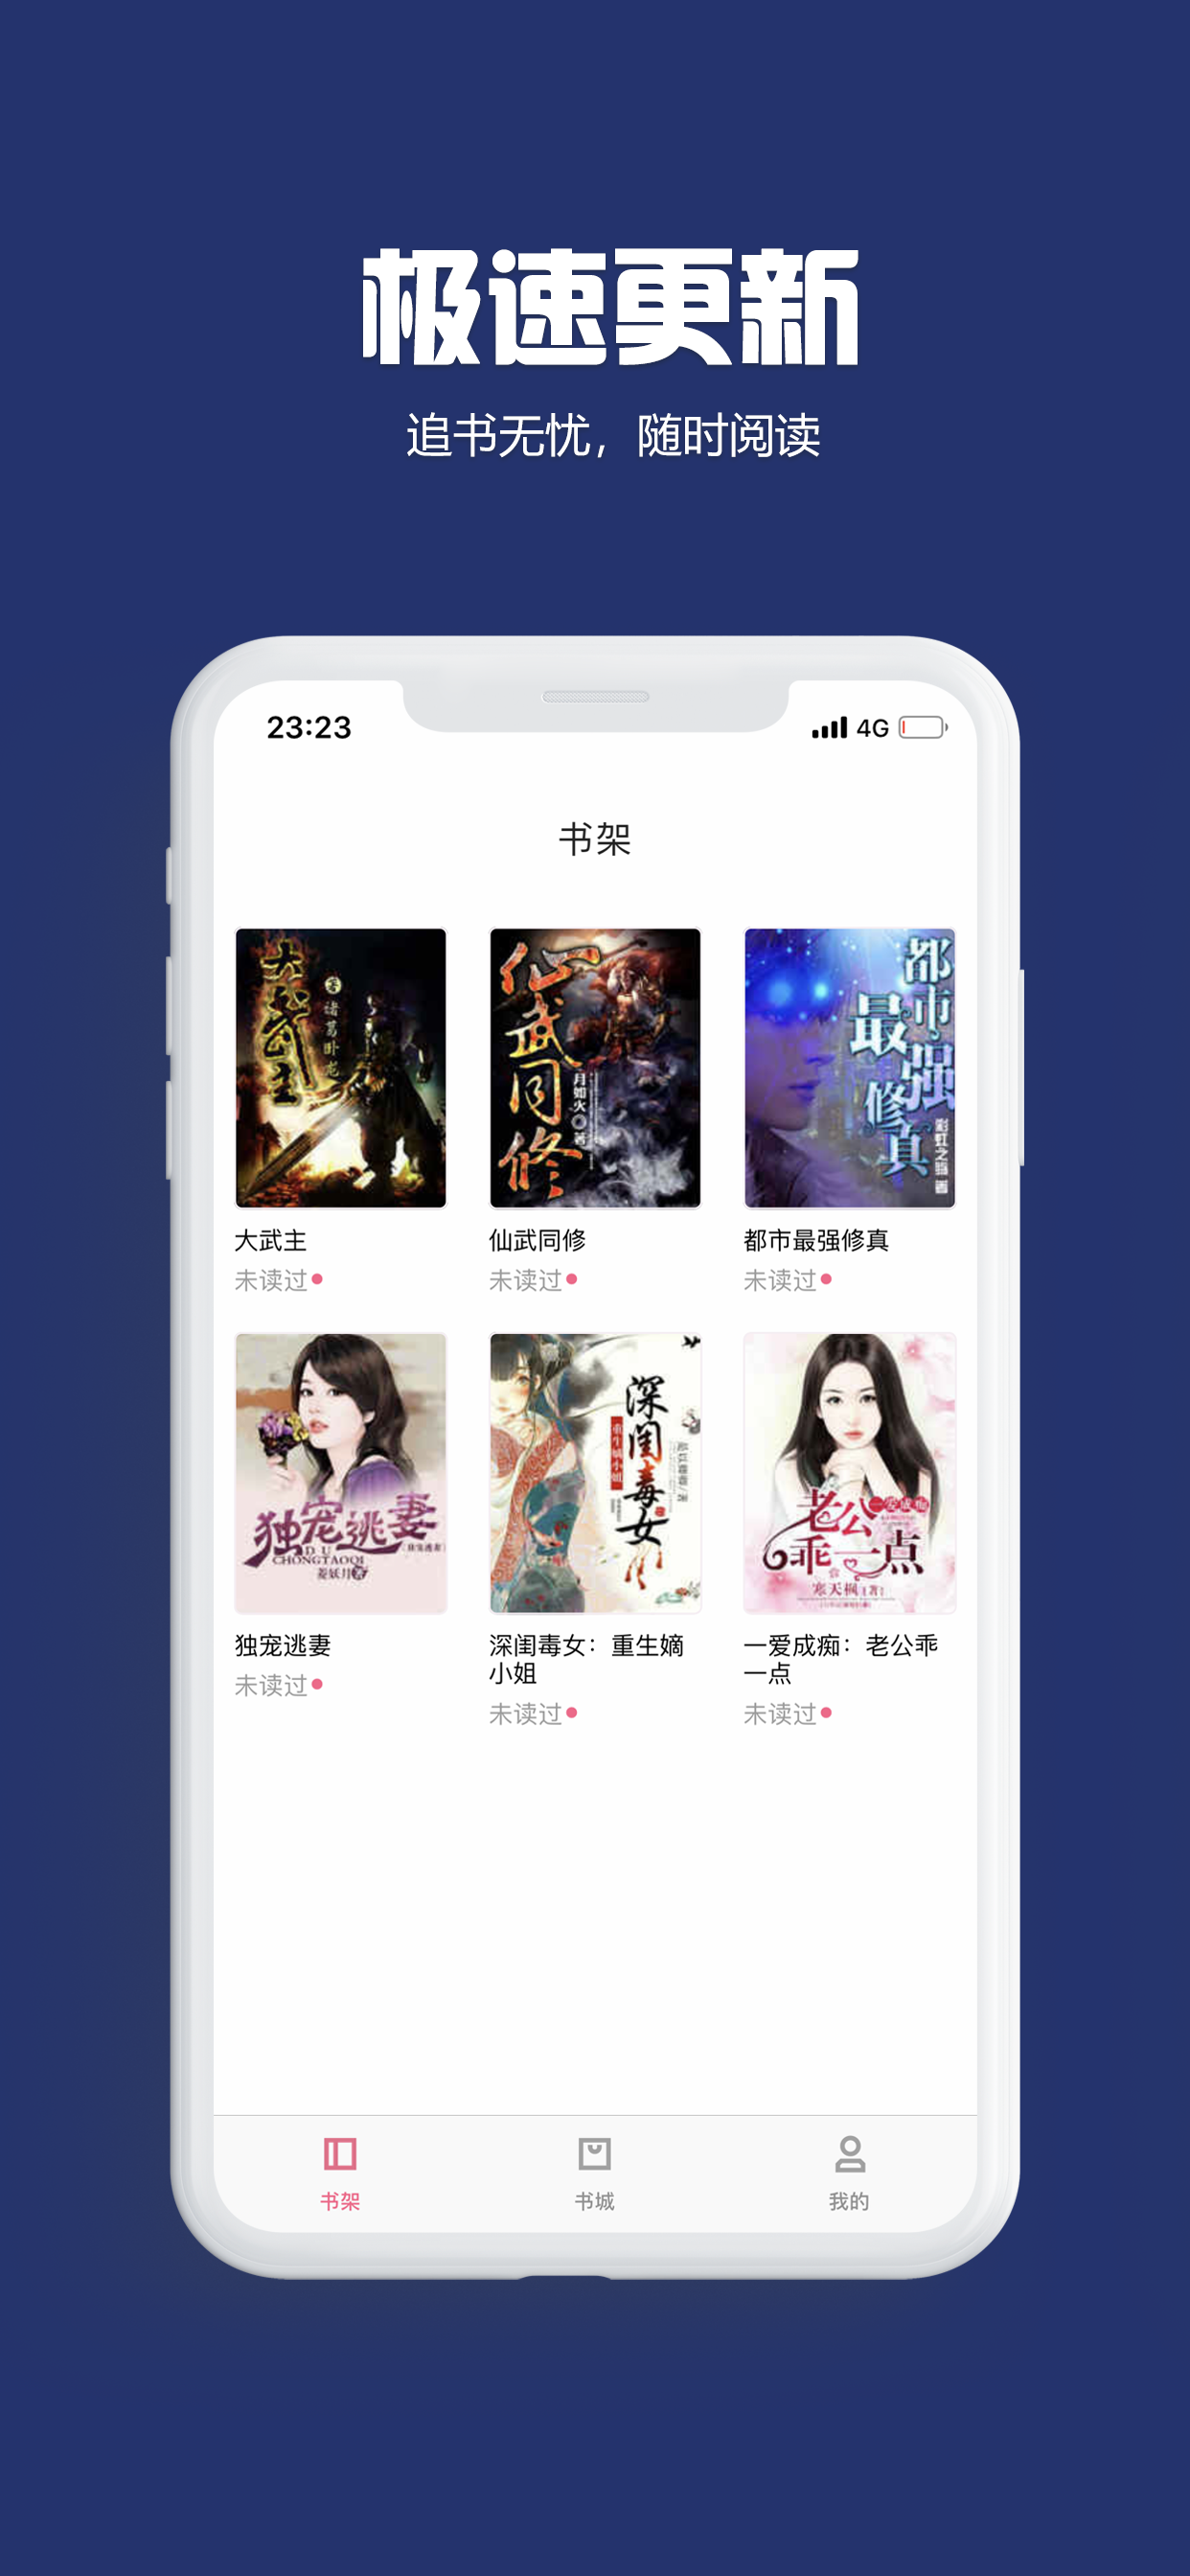 极速更新
追书无忧，随时阅读
23:23
4G
书架
大武主
著
诸葛卧龙
仙武同修
月如火◎著
都市最强修真
著
大武主
仙武同修
都市最强修真
未读过
未读过
未读过
独宠逃妻
DU
CHONGTAOQI
姜妖月 著
深闺毒女
重生嫡小姐
老公乖一点
一爱成痴
寒天枫 著
独宠逃妻
深闺毒女：重生嫡
小姐
一爱成痴：老公乖
一点
未读过
未读过
未读过
书架
书城
我的